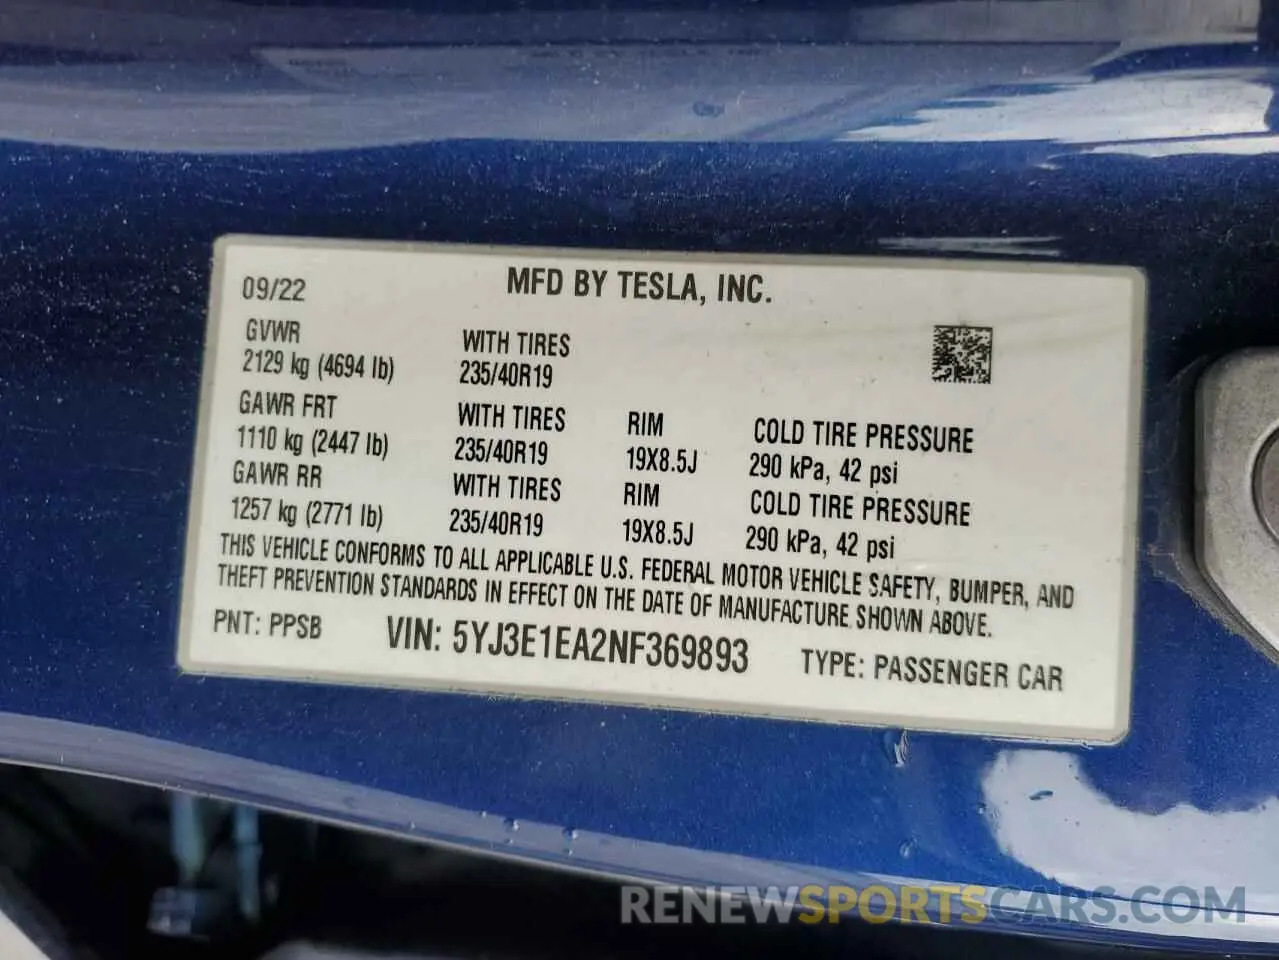 09/22 MFD BY TESLA, INC.
GVWR WITH TIRES
2129 kg (4694 lb) 235/40R19
GAWR FRT WITH TIRES RIM COLD TIRE PRESSURE
1110 kg (2447 lb) 235/40R19 19X8.5J 290 kPa, 42 psi
GAWR RR WITH TIRES RIM COLD TIRE PRESSURE
1257 kg (2771 lb) 235/40R19 19X8.5J 290 kPa, 42 psi
THIS VEHICLE CONFORMS TO ALL APPLICABLE U.S. FEDERAL MOTOR VEHICLE SAFETY, BUMPER, AND
THEFT PREVENTION STANDARDS IN EFFECT ON THE DATE OF MANUFACTURE SHOWN ABOVE.
PNT: PPSB VIN: 5YJ3E1EA2NF369893 TYPE: PASSENGER CAR
RENEWSPORTSCARS.COM